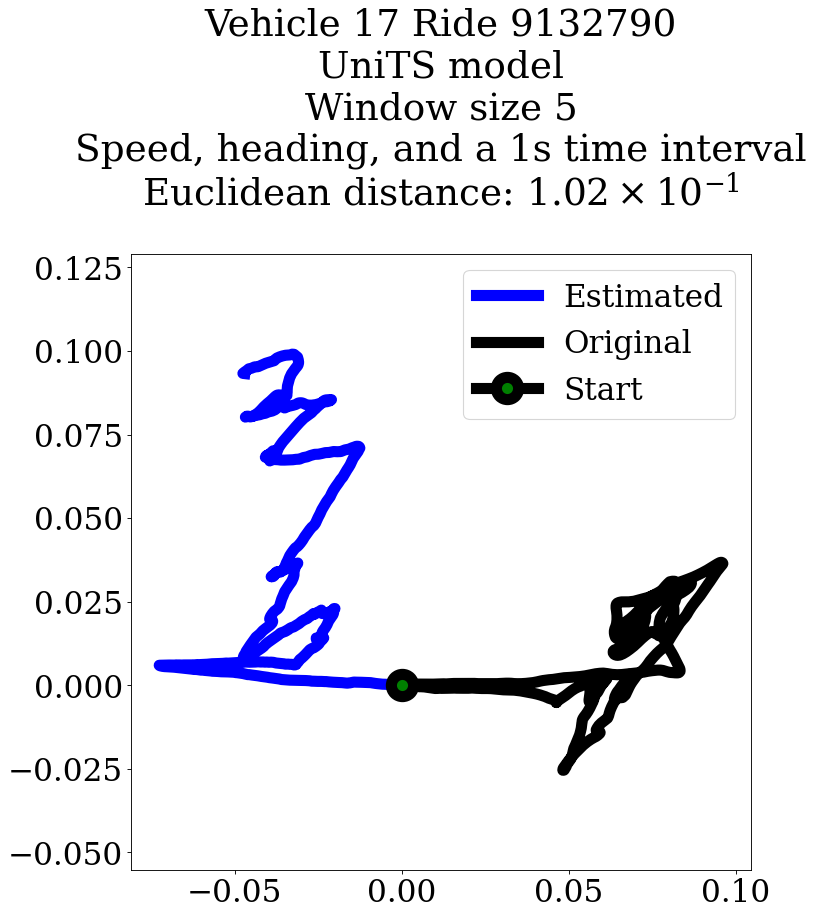 Vehicle 17 Ride 9132790
UniTS model
Window size 5
Speed, heading, and a 1s time interval
Euclidean distance: 1.02 × 10⁻¹
Estimated
Original
Start
0.125
0.100
0.075
0.050
0.025
0.000
−0.025
−0.050
−0.05 0.00 0.05 0.10